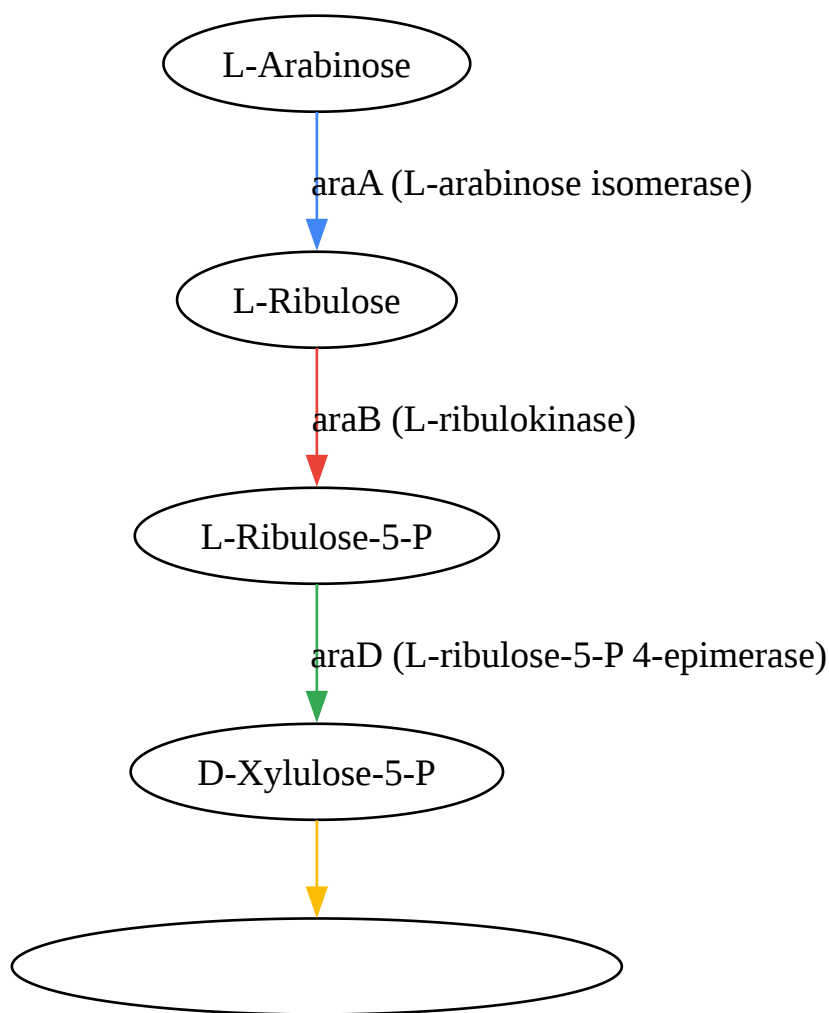 L-Arabinose
araA (L-arabinose isomerase)
L-Ribulose
araB (L-ribulokinase)
L-Ribulose-5-P
araD (L-ribulose-5-P 4-epimerase)
D-Xylulose-5-P